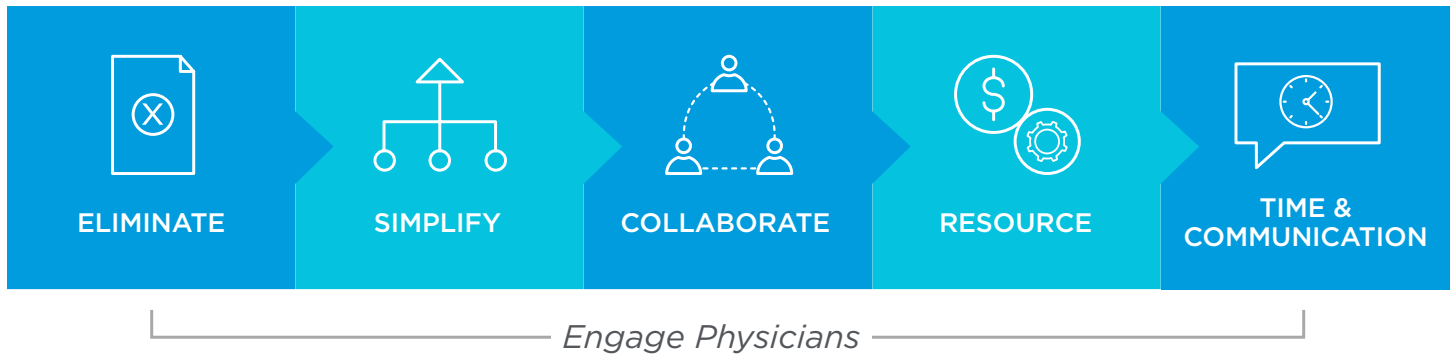 X
$
ELIMINATE
SIMPLIFY
COLLABORATE
RESOURCE
TIME &
COMMUNICATION
Engage Physicians